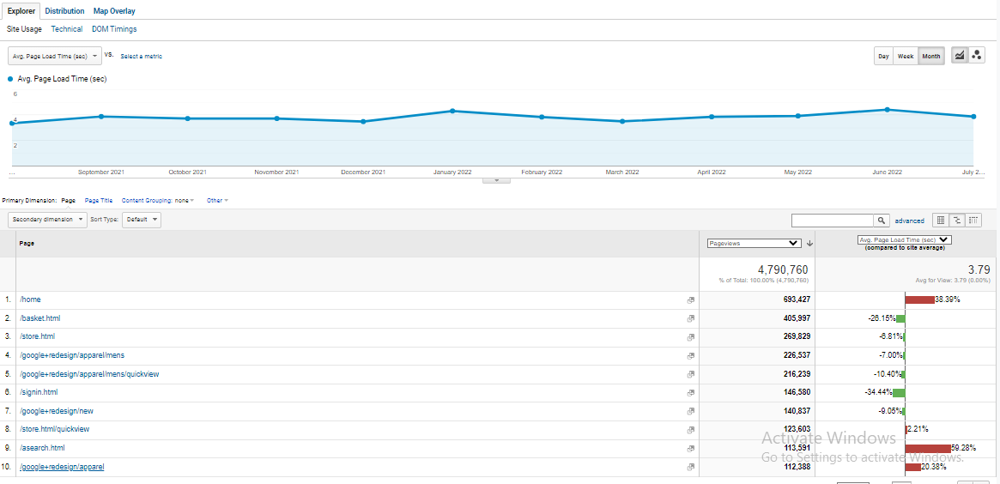 Explorer Distribution Map Overlay
Site Usage Technical DOM Timings
Avg. Page Load Time (sec) VS. Select a metric Day Week Month
Avg. Page Load Time (sec)
6
4
2
... September 2021 October 2021 November 2021 December 2021 January 2022 February 2022 March 2022 April 2022 May 2022 June 2022 July 2...
Primary Dimension: Page Page Title Content Grouping: none Other
Secondary dimension Sort Type: Default advanced
Page Pageviews Avg. Page Load Time (sec)
(compared to site average)
4,790,760 3.79
% of Total: 100.00% (4,790,760) Avg for View: 3.79 (0.00%)
1. /home 693,427 38.39%
2. /basket.html 405,997 -26.15%
3. /store.html 269,829 -6.81%
4. /google+redesign/apparel/mens 226,537 -7.00%
5. /google+redesign/apparel/mens/quickview 216,239 -10.40%
6. /signin.html 146,580 -34.44%
7. /google+redesign/new 140,837 -9.05%
8. /store.html/quickview 123,603 2.21%
9. /asearch.html 113,591 59.28%
10. /google+redesign/apparel 112,388 20.38%
Activate Windows
Go to Settings to activate Windows.